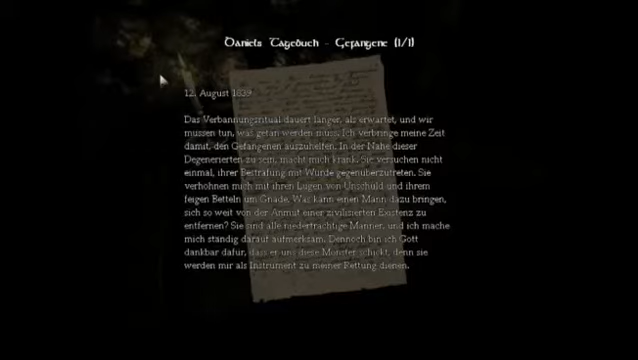 Daniels Tagebuch - Gefangene (1/1)
12. August 1839
Das Verbannungsritual dauert länger, als erwartet, und wir
müssen tun, was getan werden muss. Ich verbringe meine Zeit
damit, den Gefangenen auszuhelfen. In der Nähe dieser
Degenerierten zu sein, macht mich krank. Sie versuchen nicht
einmal, ihrer Bestrafung mit Würde gegenüberzutreten. Sie
verhöhnen mich mit ihren Lügen von Unschuld und ihrem
feigen Betteln um Gnade. Was kann einen Mann dazu bringen,
sich so weit von der Anmut einer zivilisierten Existenz zu
entfernen? Sie sind alle niederträchtige Männer, und ich mache
mich ständig darauf aufmerksam. Dennoch bin ich Gott
dankbar dafür, dass er uns diese Monster schickt, denn sie
werden mir als Instrument zu meiner Rettung dienen.